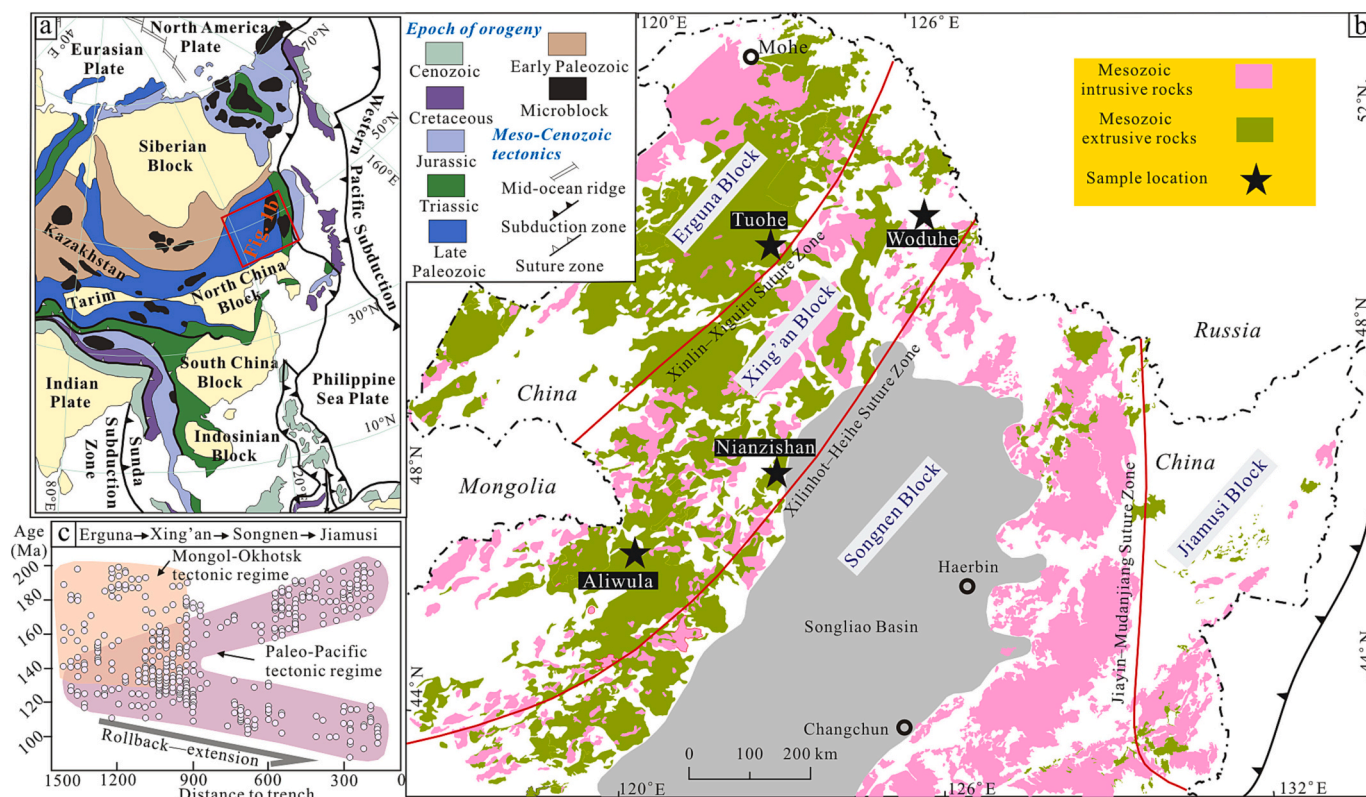 a
North America
Plate
Eurasian
Plate
40°N
70°N
50°N
160°E
Western Pacific Subduction
Siberian
Block
Fig. 1b
Kazakhstan
Tarim
North China
Block
30°N
South China
Block
Indian
Plate
Philippine
Sea Plate
10°N
Indosinian
Block
Sunda
Subduction
Zone
80°E
120°E
Epoch of orogeny
Cenozoic
Cretaceous
Jurassic
Triassic
Late
Paleozoic
Early Paleozoic
Microblock
Meso-Cenozoic
tectonics
Mid-ocean ridge
Subduction zone
Suture zone
b
120°E
126°E
Mohe
Mesozoic
intrusive rocks
Mesozoic
extrusive rocks
Sample location
52°N
Erguna Block
Tuohe
Woduhe
Xinlin–Xiguitu Suture Zone
Xing'an Block
48°N
Russia
China
Xilinhot–Heihe Suture Zone
Nianzishan
48°N
Mongolia
Songnen Block
China
Jiamusi Block
Jiayin–Mudanjiang Suture Zone
Aliwula
Haerbin
Songliao Basin
44°N
44°N
Changchun
0 100 200 km
120°E
126°E
132°E
c
Age
(Ma)
Erguna→Xing'an→Songnen→Jiamusi
Mongol-Okhotsk
tectonic regime
200
180
160
Paleo-Pacific
tectonic regime
140
120
100
Rollback—extension
1500 1200 900 600 300 0
Distance to trench